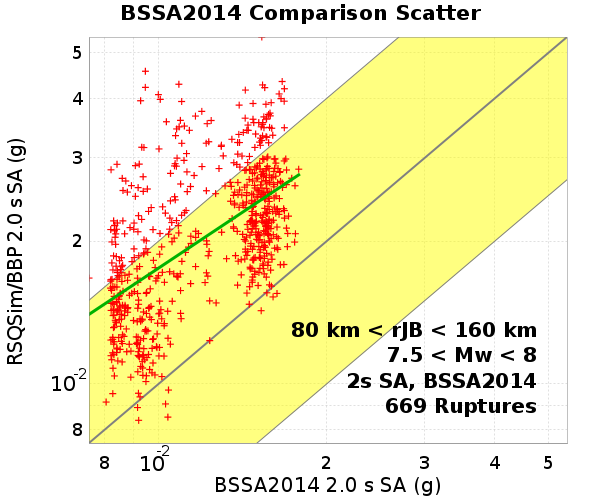 BSSA2014 Comparison Scatter
RSQSim/BBP 2.0 s SA (g)
5
4
3
2
10-2
8
80 km < rJB < 160 km
7.5 < Mw < 8
2s SA, BSSA2014
669 Ruptures
8 10-2 2 3 4 5
BSSA2014 2.0 s SA (g)